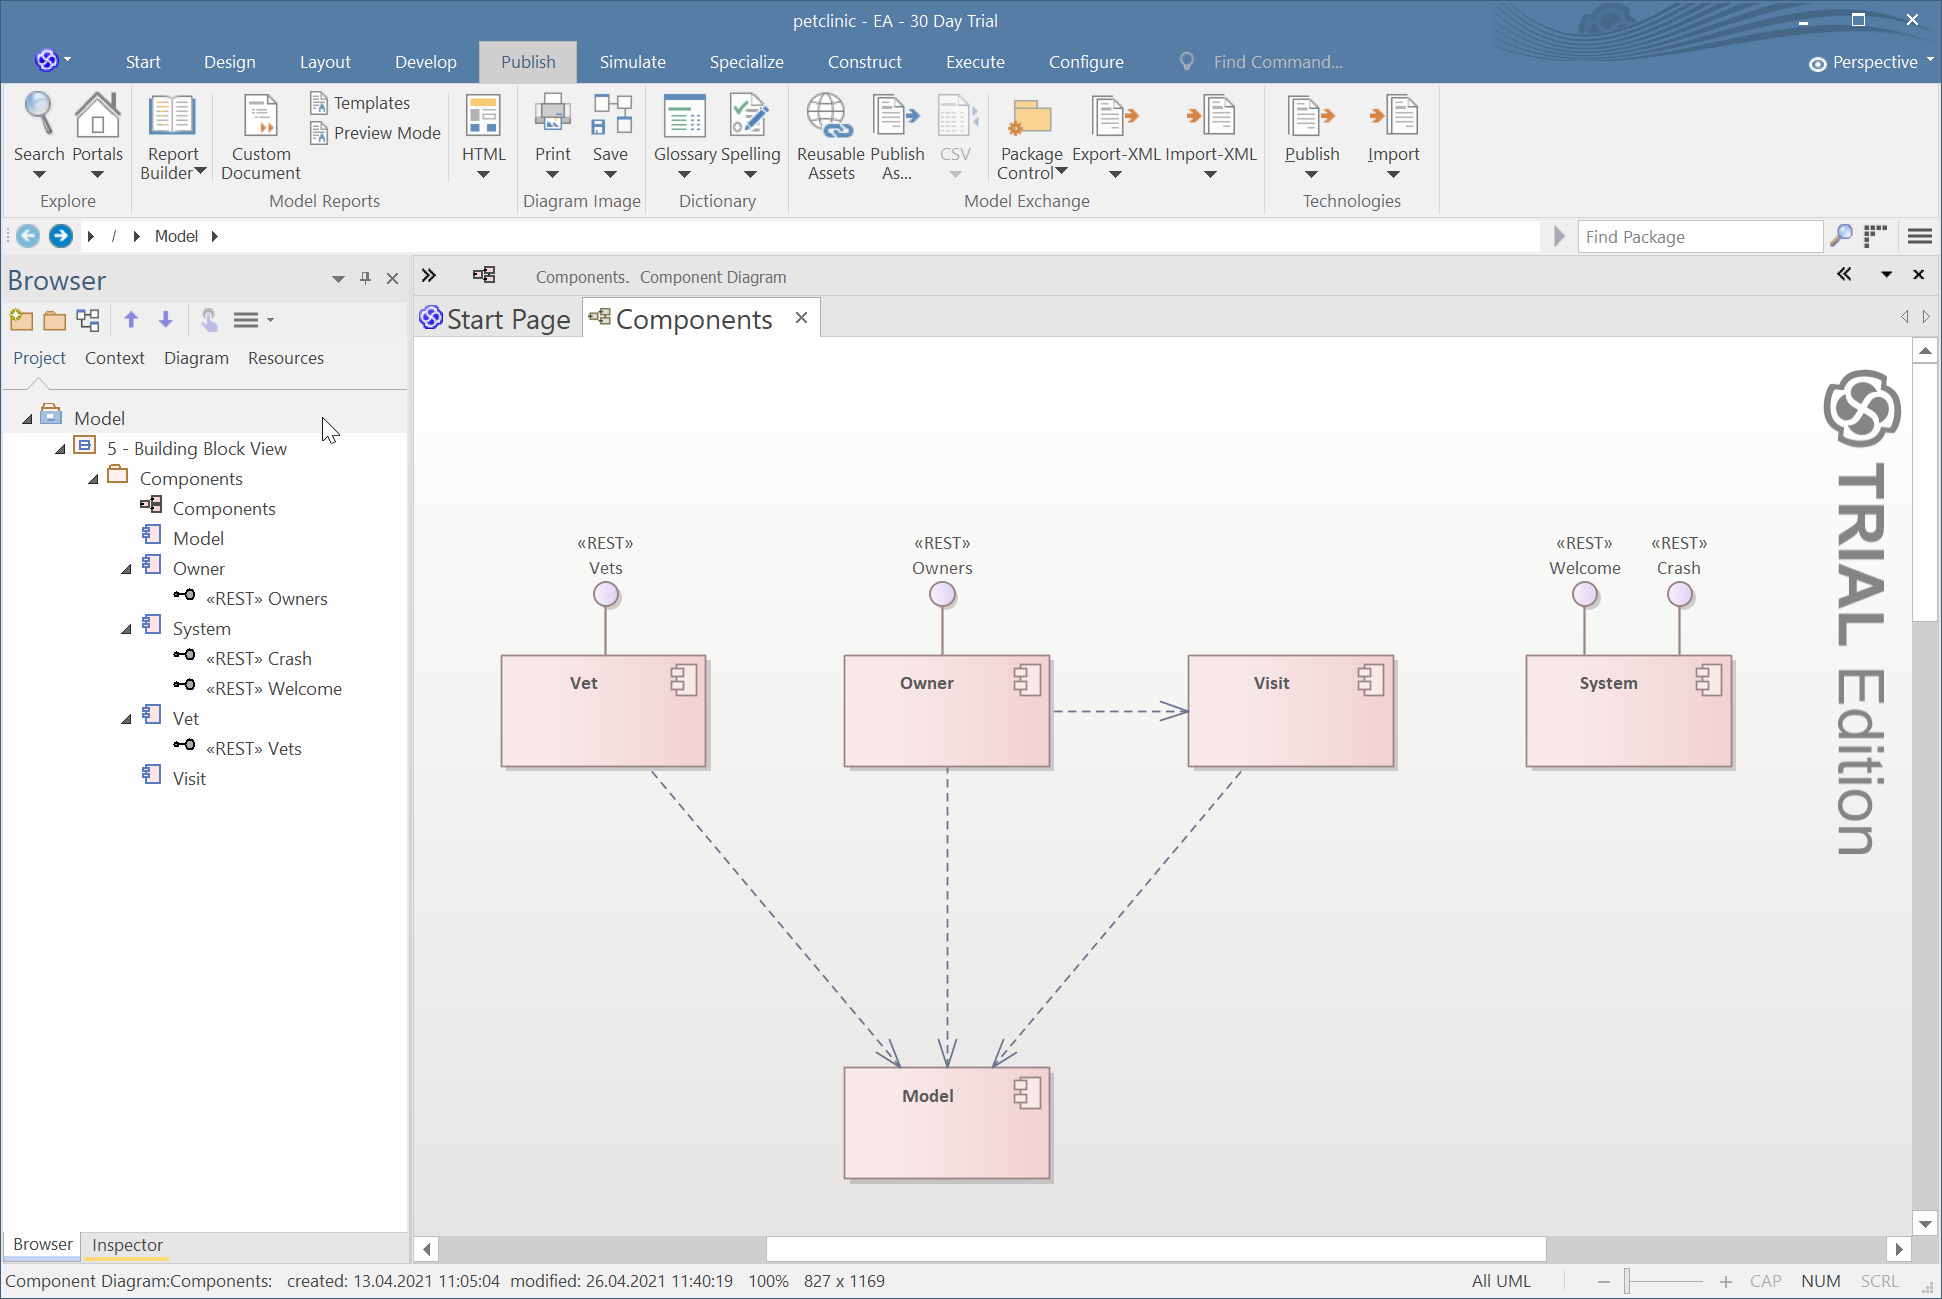 petclinic - EA - 30 Day Trial
Start Design Layout Develop Publish Simulate Specialize Construct Execute Configure Find Command... Perspective
Templates
Preview Mode
Search Portals Report Builder Custom Document HTML Print Save Glossary Spelling Reusable Assets Publish As... CSV Package Control Export-XML Import-XML Publish Import
Explore Model Reports Diagram Image Dictionary Model Exchange Technologies
/ Model Find Package
Browser
Components. Component Diagram
Start Page Components
Project Context Diagram Resources
Model
5 - Building Block View
Components
Components
Model
Owner
«REST» Owners
System
«REST» Crash
«REST» Welcome
Vet
«REST» Vets
Visit
«REST»
Vets
«REST»
Owners
«REST»
Welcome
«REST»
Crash
Vet
Owner
Visit
System
Model
TRIAL Edition
Browser Inspector
Component Diagram:Components: created: 13.04.2021 11:05:04 modified: 26.04.2021 11:40:19 100% 827 x 1169 All UML CAP NUM SCRL